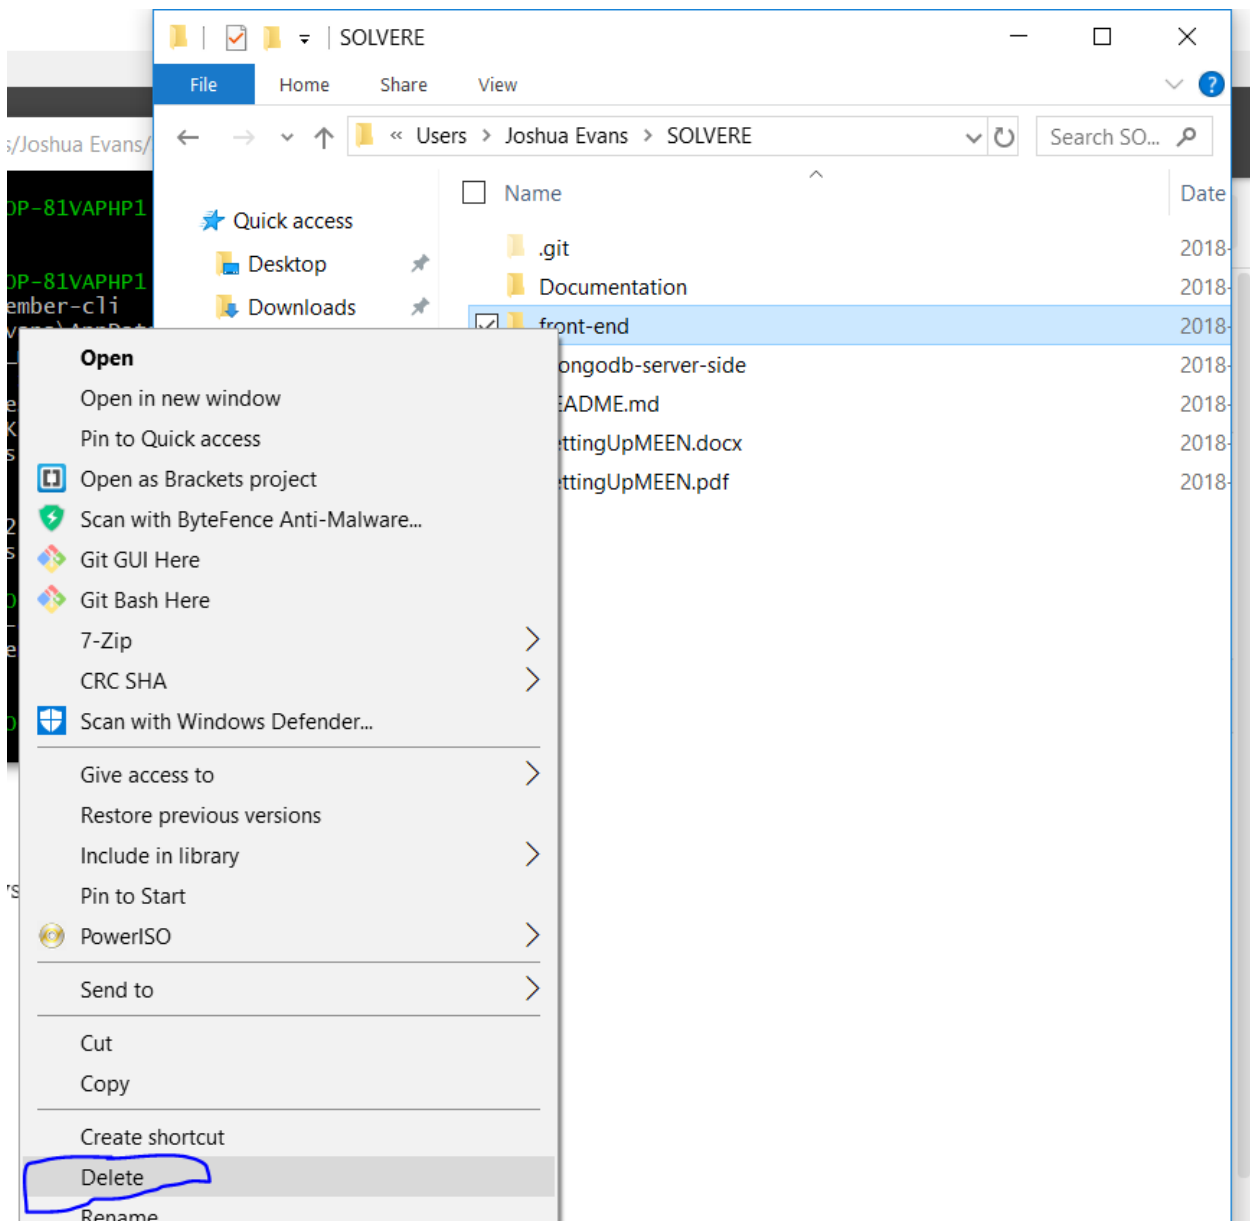 SOLVERE
File Home Share View
s/Joshua Evans/
« Users > Joshua Evans > SOLVERE
Search SO...
Name
Date
OP-81VAPHP1
Quick access
.git
2018-
Desktop
OP-81VAPHP1
Documentation
2018-
ember-cli
Downloads
front-end
2018-
Open
ongodb-server-side
2018-
Open in new window
EADME.md
2018-
Pin to Quick access
ttingUpMEEN.docx
2018-
Open as Brackets project
ttingUpMEEN.pdf
2018-
Scan with ByteFence Anti-Malware...
Git GUI Here
Git Bash Here
7-Zip
CRC SHA
Scan with Windows Defender...
Give access to
Restore previous versions
Include in library
Pin to Start
PowerISO
Send to
Cut
Copy
Create shortcut
Delete
Rename